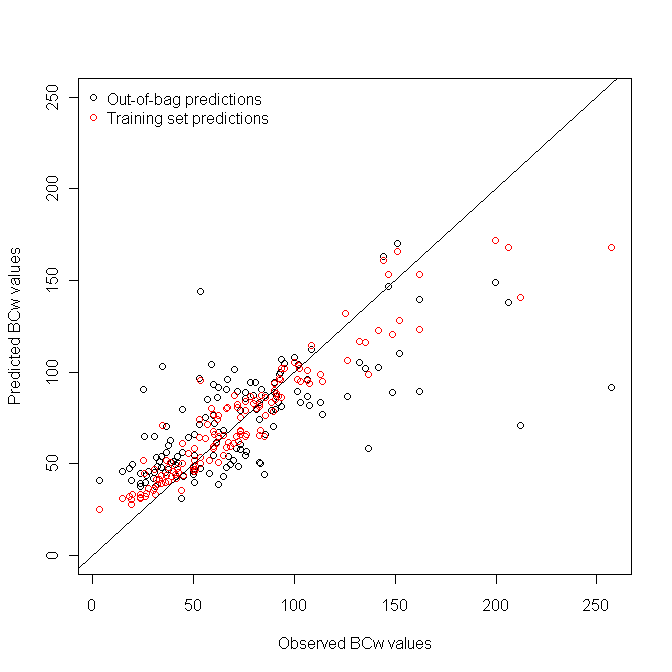 Out-of-bag predictions
Training set predictions
250
200
150
100
50
0
Predicted BCw values
0 50 100 150 200 250
Observed BCw values